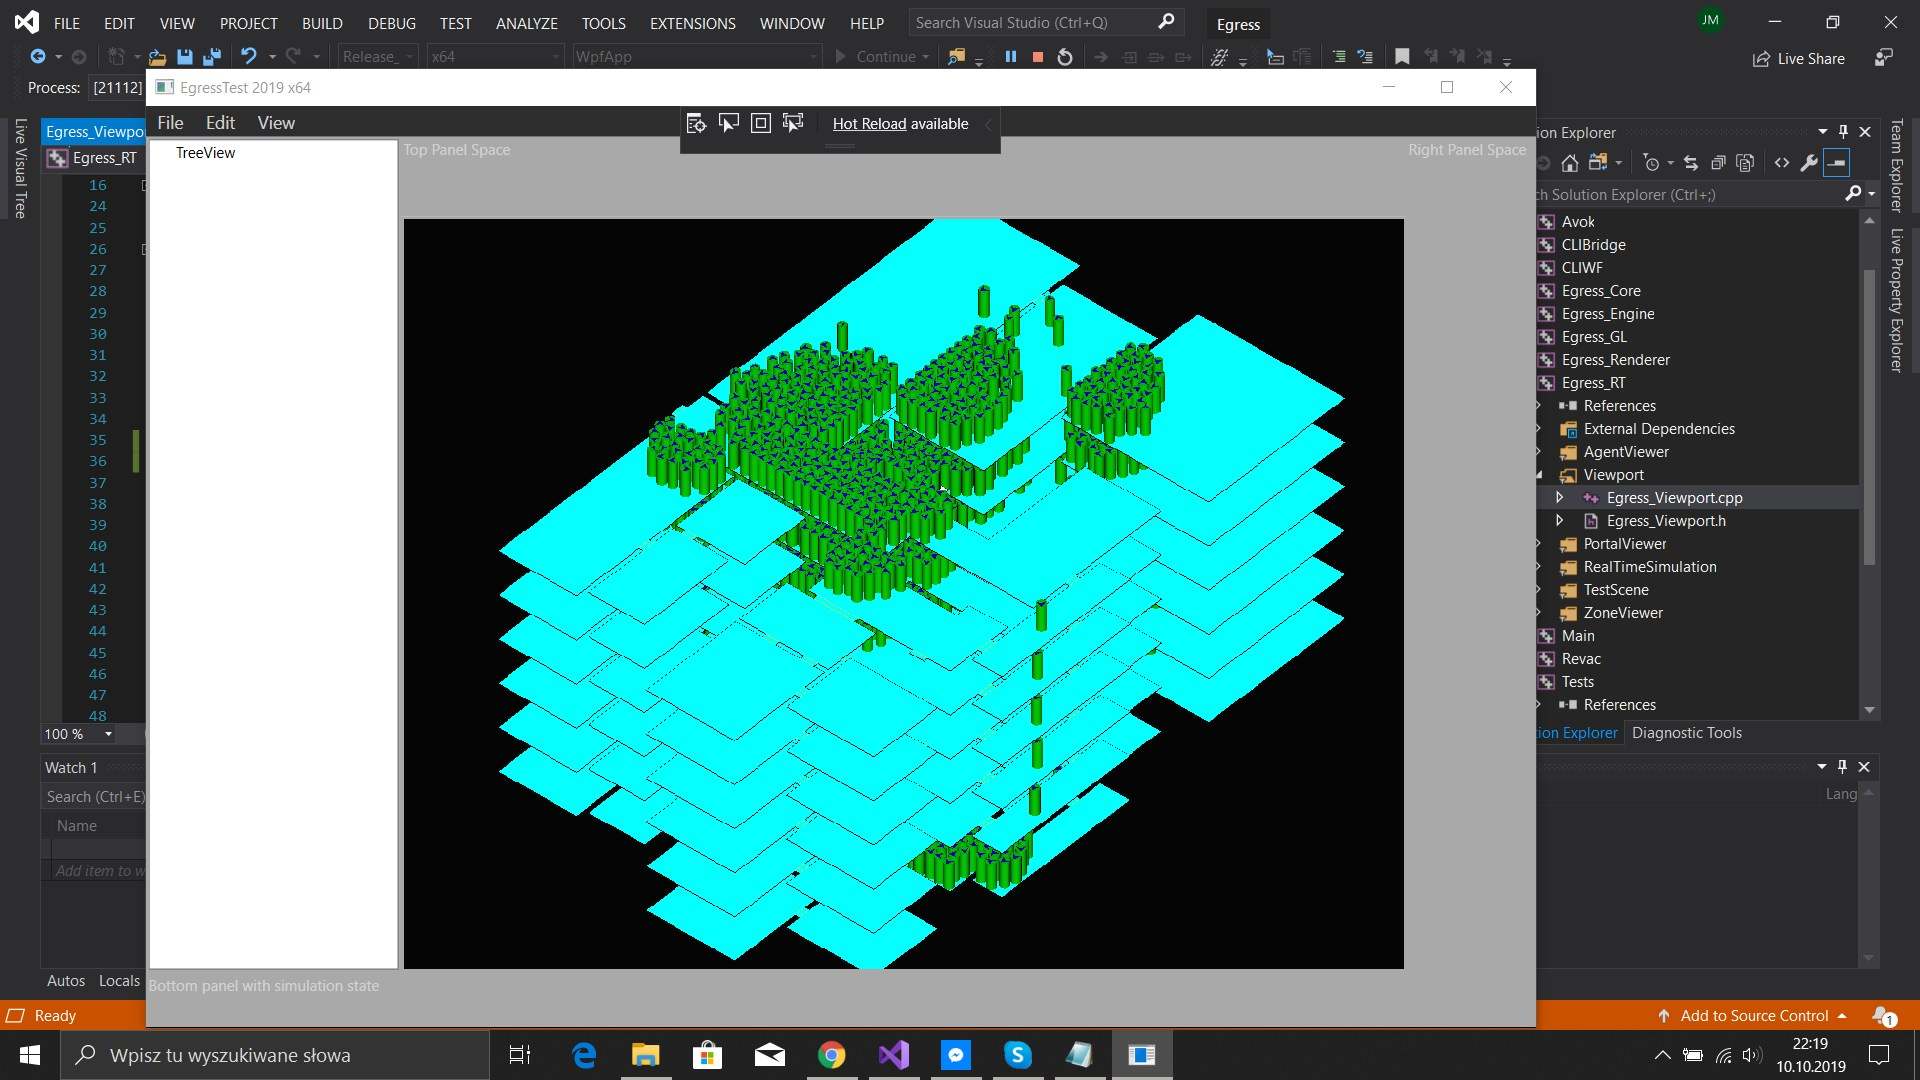 FILE EDIT VIEW PROJECT BUILD DEBUG TEST ANALYZE TOOLS EXTENSIONS WINDOW HELP Search Visual Studio (Ctrl+Q) Egress JM
Release_ x64 WpfApp Continue Live Share
Process: [21112]
EgressTest 2019 x64
File Edit View
Hot Reload available
Live Visual Tree
Egress_Viewpo
Egress_RT
16
24
25
26
27
28
29
30
31
32
33
34
35
36
37
38
39
40
41
42
43
44
45
46
47
48
100 %
Watch 1
Search (Ctrl+E)
Name
Add item to w
Autos Locals
TreeView
Top Panel Space
Right Panel Space
Bottom panel with simulation state
ion Explorer
ch Solution Explorer (Ctrl+;)
Avok
CLIBridge
CLIWF
Egress_Core
Egress_Engine
Egress_GL
Egress_Renderer
Egress_RT
References
External Dependencies
AgentViewer
Viewport
Egress_Viewport.cpp
Egress_Viewport.h
PortalViewer
RealTimeSimulation
TestScene
ZoneViewer
Main
Revac
Tests
References
ion Explorer Diagnostic Tools
Lang
Team Explorer
Live Property Explorer
Ready
Add to Source Control
1
Wpisz tu wyszukiwane słowa
22:19
10.10.2019